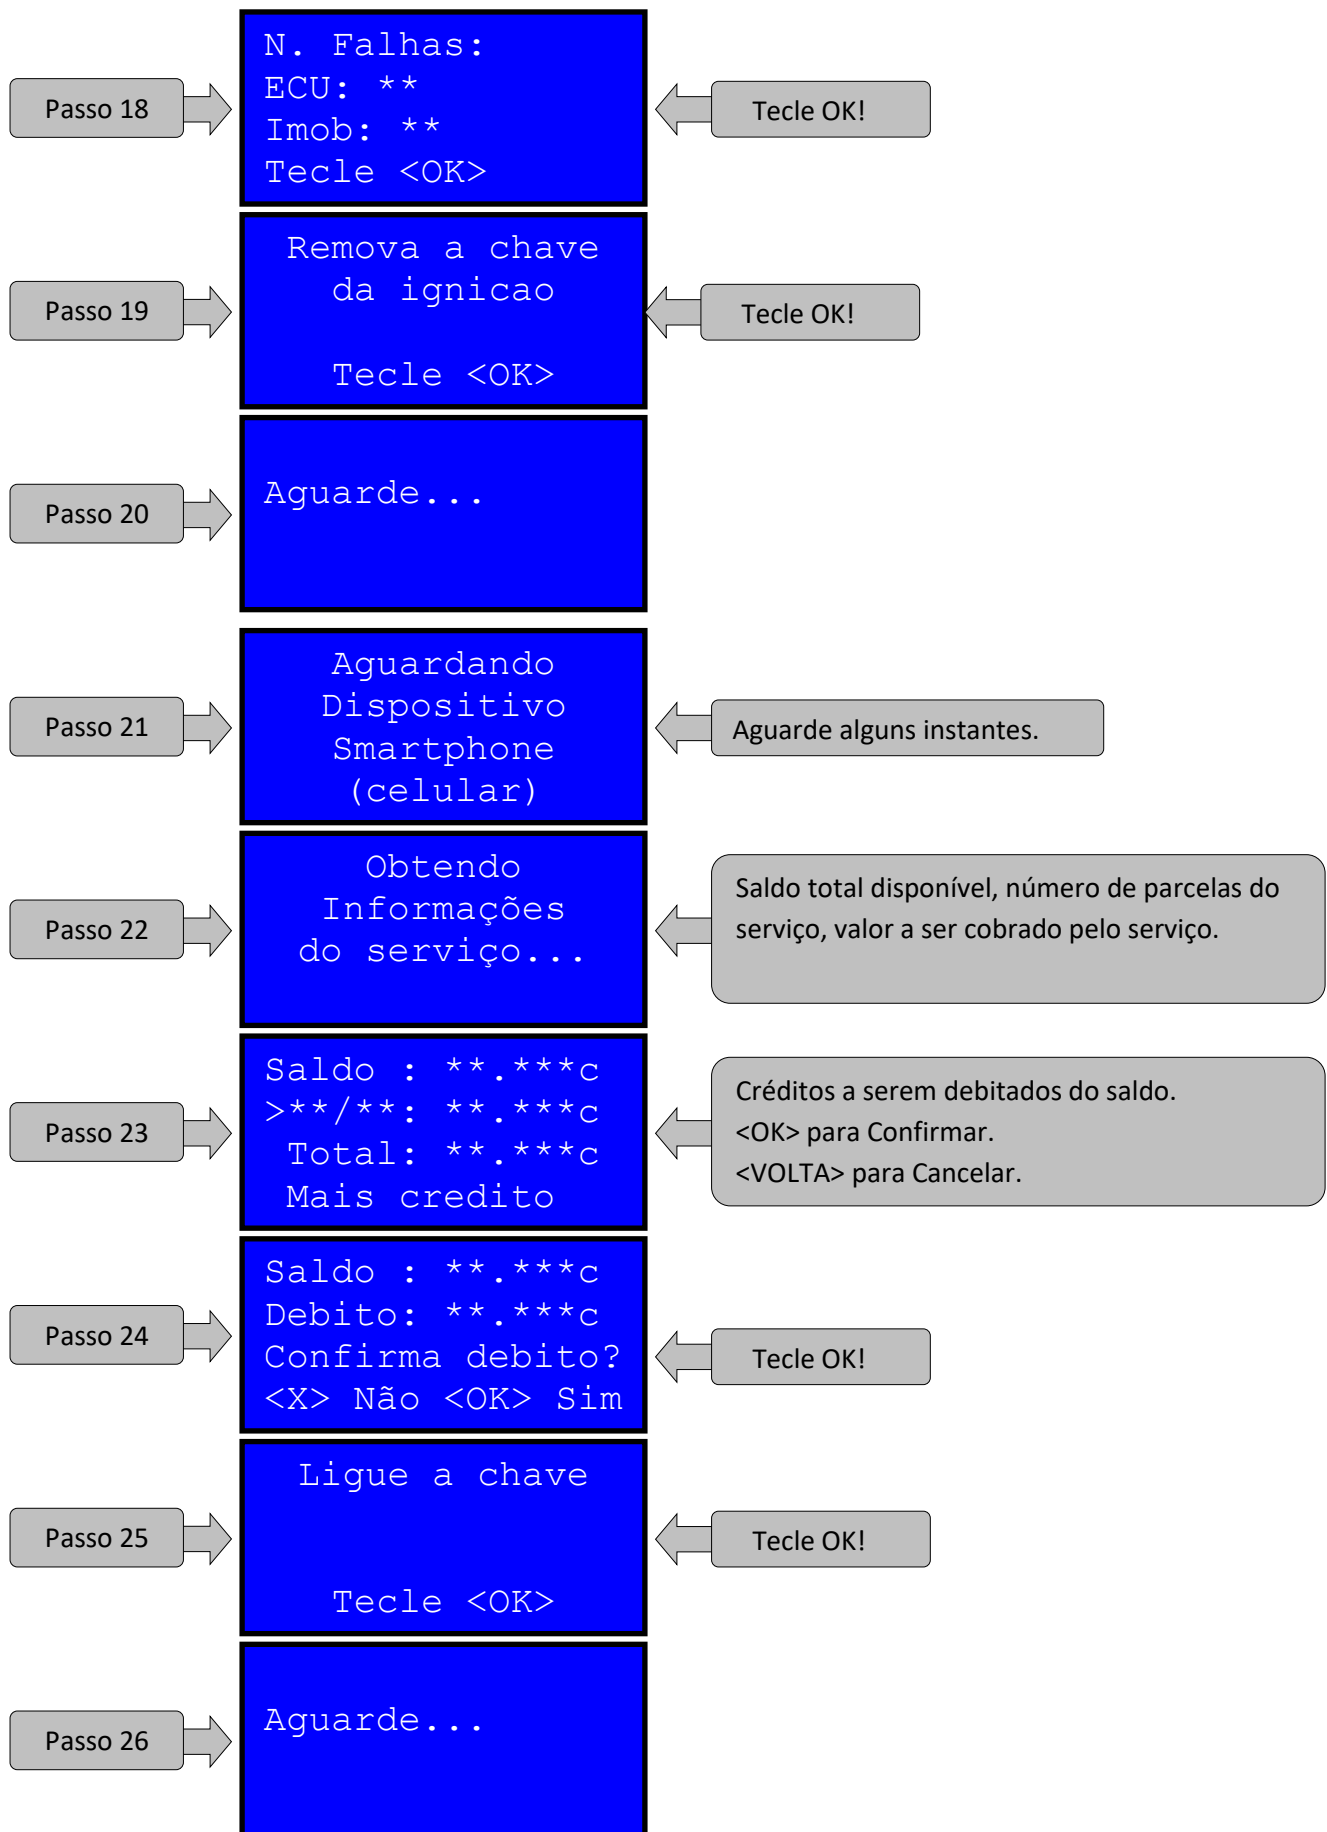 Passo 18
N. Falhas:
ECU: **
Imob: **
Tecle <OK>
Tecle OK!
Passo 19
Remova a chave
da ignicao
Tecle <OK>
Tecle OK!
Passo 20
Aguarde...
Passo 21
Aguardando
Dispositivo
Smartphone
(celular)
Aguarde alguns instantes.
Passo 22
Obtendo
Informações
do serviço...
Saldo total disponível, número de parcelas do
serviço, valor a ser cobrado pelo serviço.
Passo 23
Saldo : **.***c
>**/**: **.***c
Total: **.***c
Mais credito
Créditos a serem debitados do saldo.
<OK> para Confirmar.
<VOLTA> para Cancelar.
Passo 24
Saldo : **.***c
Debito: **.***c
Confirma debito?
<X> Não <OK> Sim
Tecle OK!
Passo 25
Ligue a chave
Tecle <OK>
Tecle OK!
Passo 26
Aguarde...